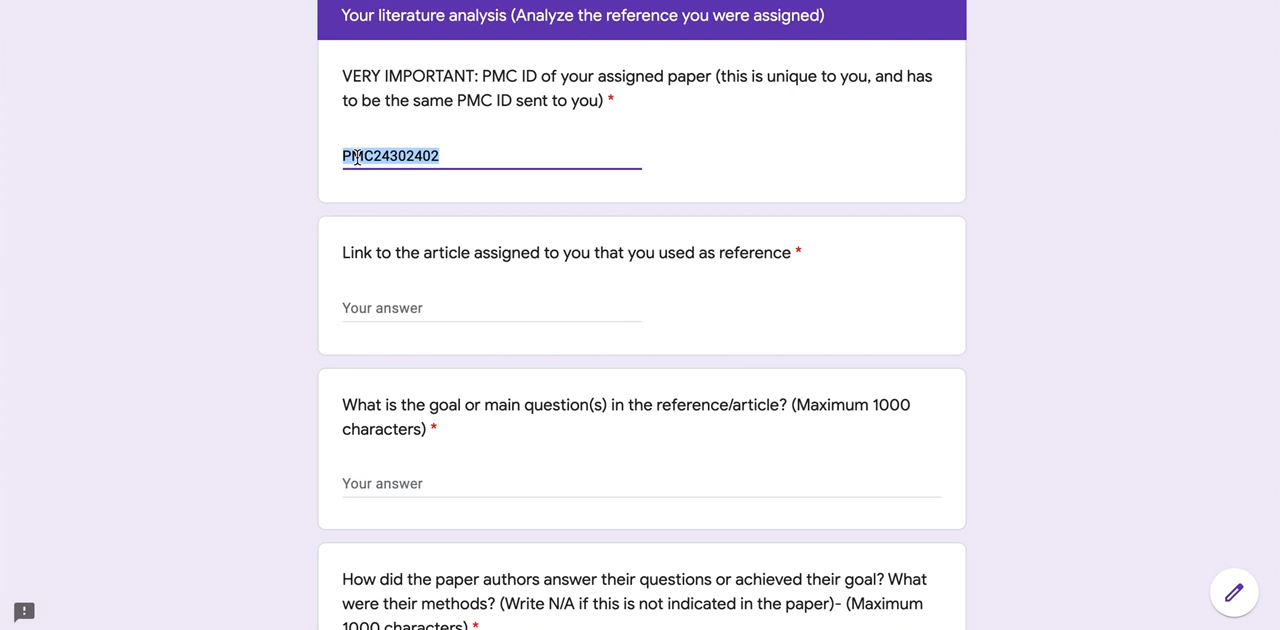 Your literature analysis (Analyze the reference you were assigned)
VERY IMPORTANT: PMC ID of your assigned paper (this is unique to you, and has
to be the same PMC ID sent to you) *
PMC24302402
Link to the article assigned to you that you used as reference *
Your answer
What is the goal or main question(s) in the reference/article? (Maximum 1000
characters) *
Your answer
How did the paper authors answer their questions or achieved their goal? What
were their methods? (Write N/A if this is not indicated in the paper)- (Maximum
1000 characters) *